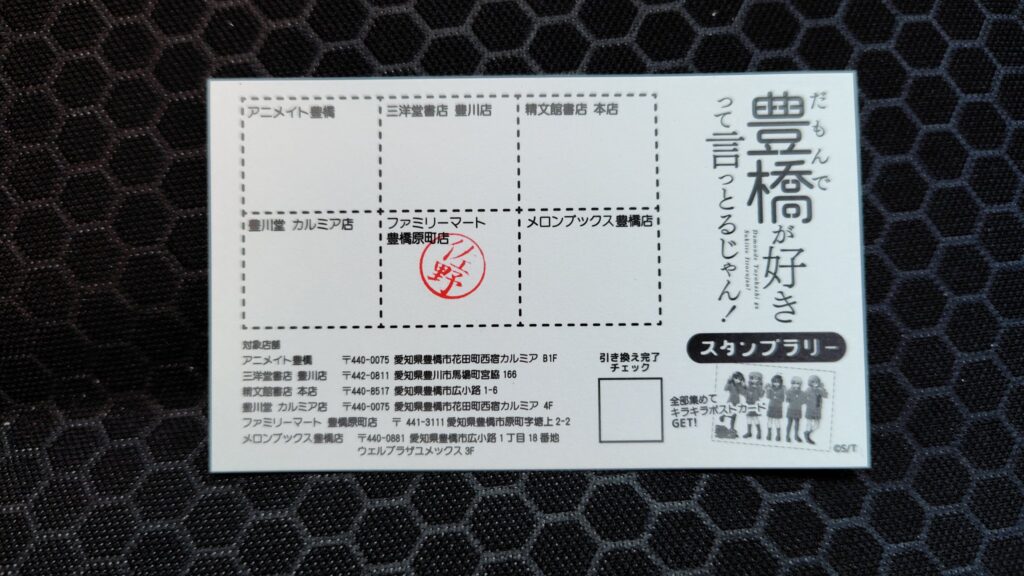 だもんで
豊橋が好き
って言っとるじゃん!
Damonde Toyohashi ga
Sukitte Ittorujan!
スタンプラリー
全部集めて
キラキラポストカード
GET!
©S/T
アニメイト豊橋
三洋堂書店 豊川店
精文館書店 本店
豊川堂 カルミア店
ファミリーマート
豊橋原町店
佐野
メロンブックス豊橋店
対象店舗
アニメイト豊橋 〒440-0075 愛知県豊橋市花田町西宿カルミア B1F
三洋堂書店 豊川店 〒442-0811 愛知県豊川市馬場町宮脇 166
精文館書店 本店 〒440-8517 愛知県豊橋市広小路 1-6
豊川堂 カルミア店 〒440-0075 愛知県豊橋市花田町西宿カルミア 4F
ファミリーマート 豊橋原町店 〒 441-3111 愛知県豊橋市原町字蟠上 2-2
メロンブックス豊橋店 〒440-0881 愛知県豊橋市広小路 1 丁目 18 番地
ウェルプラザユメックス 3F
引き換え完了
チェック